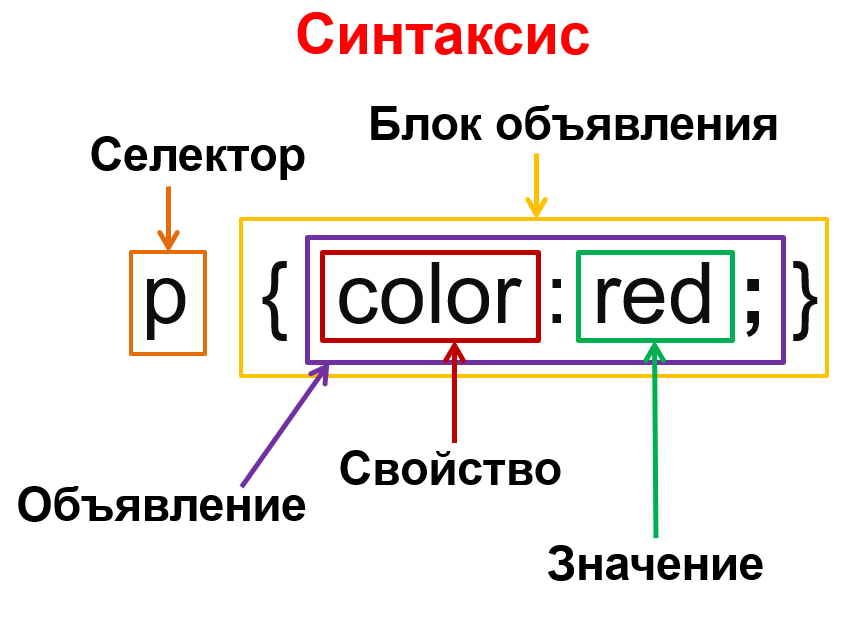 Синтаксис
Блок объявления
Селектор
p { color : red ; }
Свойство
Объявление
Значение